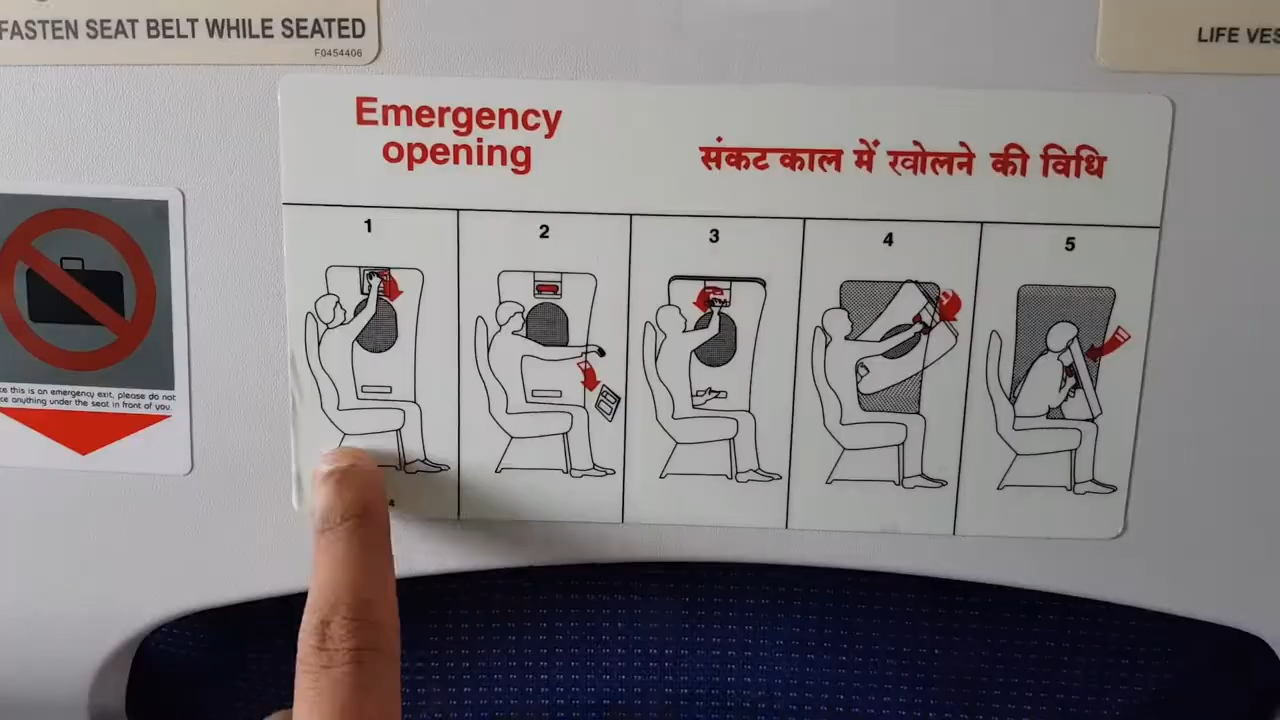 FASTEN SEAT BELT WHILE SEATED
F0454406
LIFE
Emergency
opening
संकट काल में खोलने की विधि
1
2
3
4
5
this is an emergency exit, please do not
anything under the seat in front of you.
4